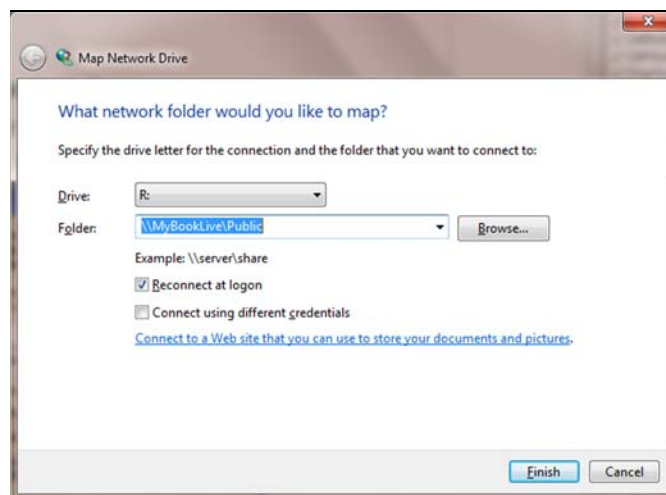 Map Network Drive
What network folder would you like to map?
Specify the drive letter for the connection and the folder that you want to connect to:
Drive: R:
Folder: \\MyBookLive\Public Browse...
Example: \\server\share
Reconnect at logon
Connect using different credentials
Connect to a Web site that you can use to store your documents and pictures.
Finish Cancel